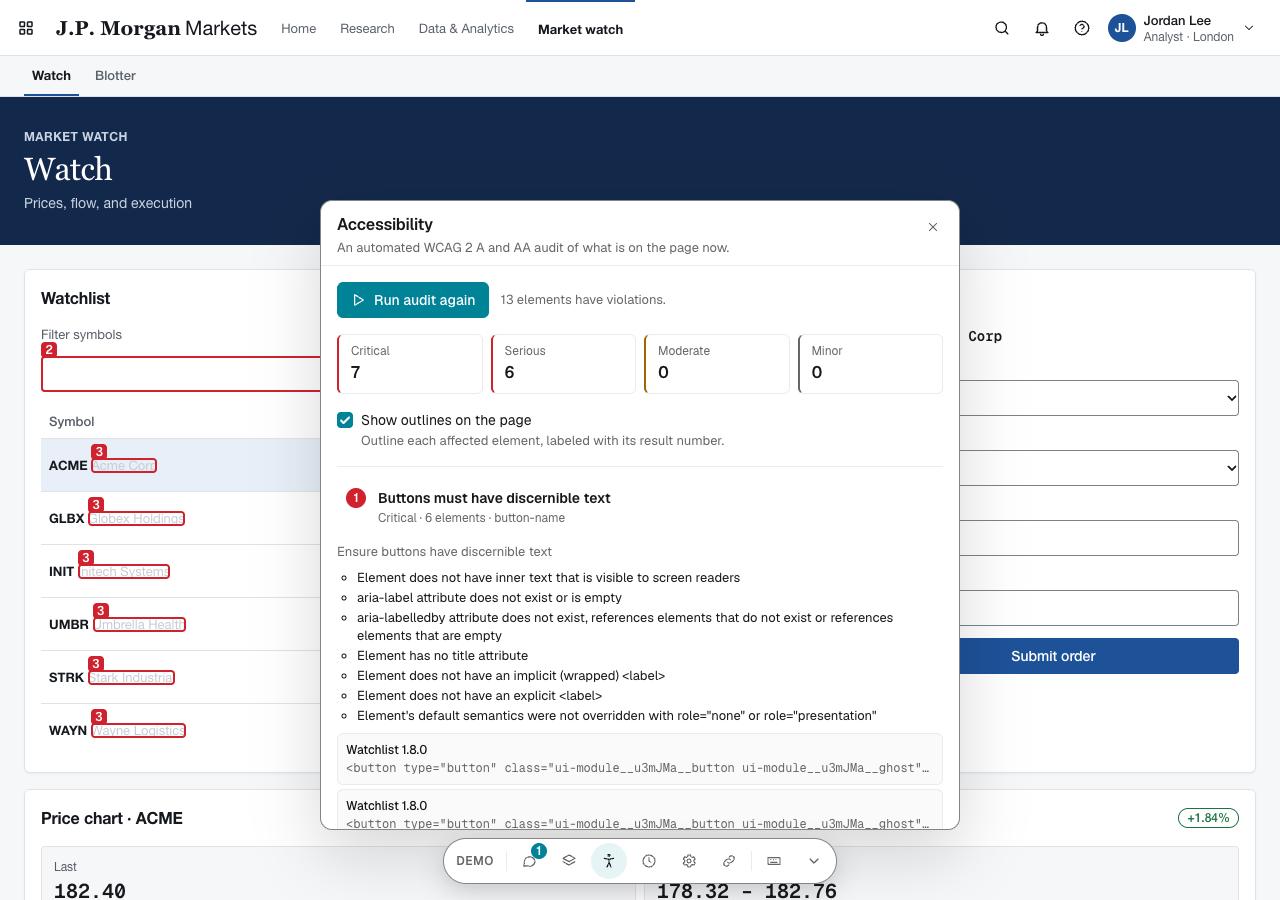 J.P. Morgan Markets
Home
Research
Data & Analytics
Market watch
JL
Jordan Lee
Analyst · London
Watch
Blotter
MARKET WATCH
Watch
Prices, flow, and execution
Watchlist
Filter symbols
2
Symbol
3
ACME Acme Corp
3
GLBX Globex Holdings
3
INIT Initech Systems
3
UMBR Umbrella Health
3
STRK Stark Industrial
3
WAYN Wayne Logistics
Corp
Submit order
Accessibility
An automated WCAG 2 A and AA audit of what is on the page now.
Run audit again
13 elements have violations.
Critical
7
Serious
6
Moderate
0
Minor
0
Show outlines on the page
Outline each affected element, labeled with its result number.
1
Buttons must have discernible text
Critical · 6 elements · button-name
Ensure buttons have discernible text
Element does not have inner text that is visible to screen readers
aria-label attribute does not exist or is empty
aria-labelledby attribute does not exist, references elements that do not exist or references
elements that are empty
Element has no title attribute
Element does not have an implicit (wrapped) <label>
Element does not have an explicit <label>
Element's default semantics were not overridden with role="none" or role="presentation"
Watchlist 1.8.0
<button type="button" class="ui-module__u3mJMa__button ui-module__u3mJMa__ghost"…
Watchlist 1.8.0
<button type="button" class="ui-module__u3mJMa__button ui-module__u3mJMa__ghost"…
Price chart · ACME
+1.84%
Last
182.40
178.32 – 182.76
DEMO
1